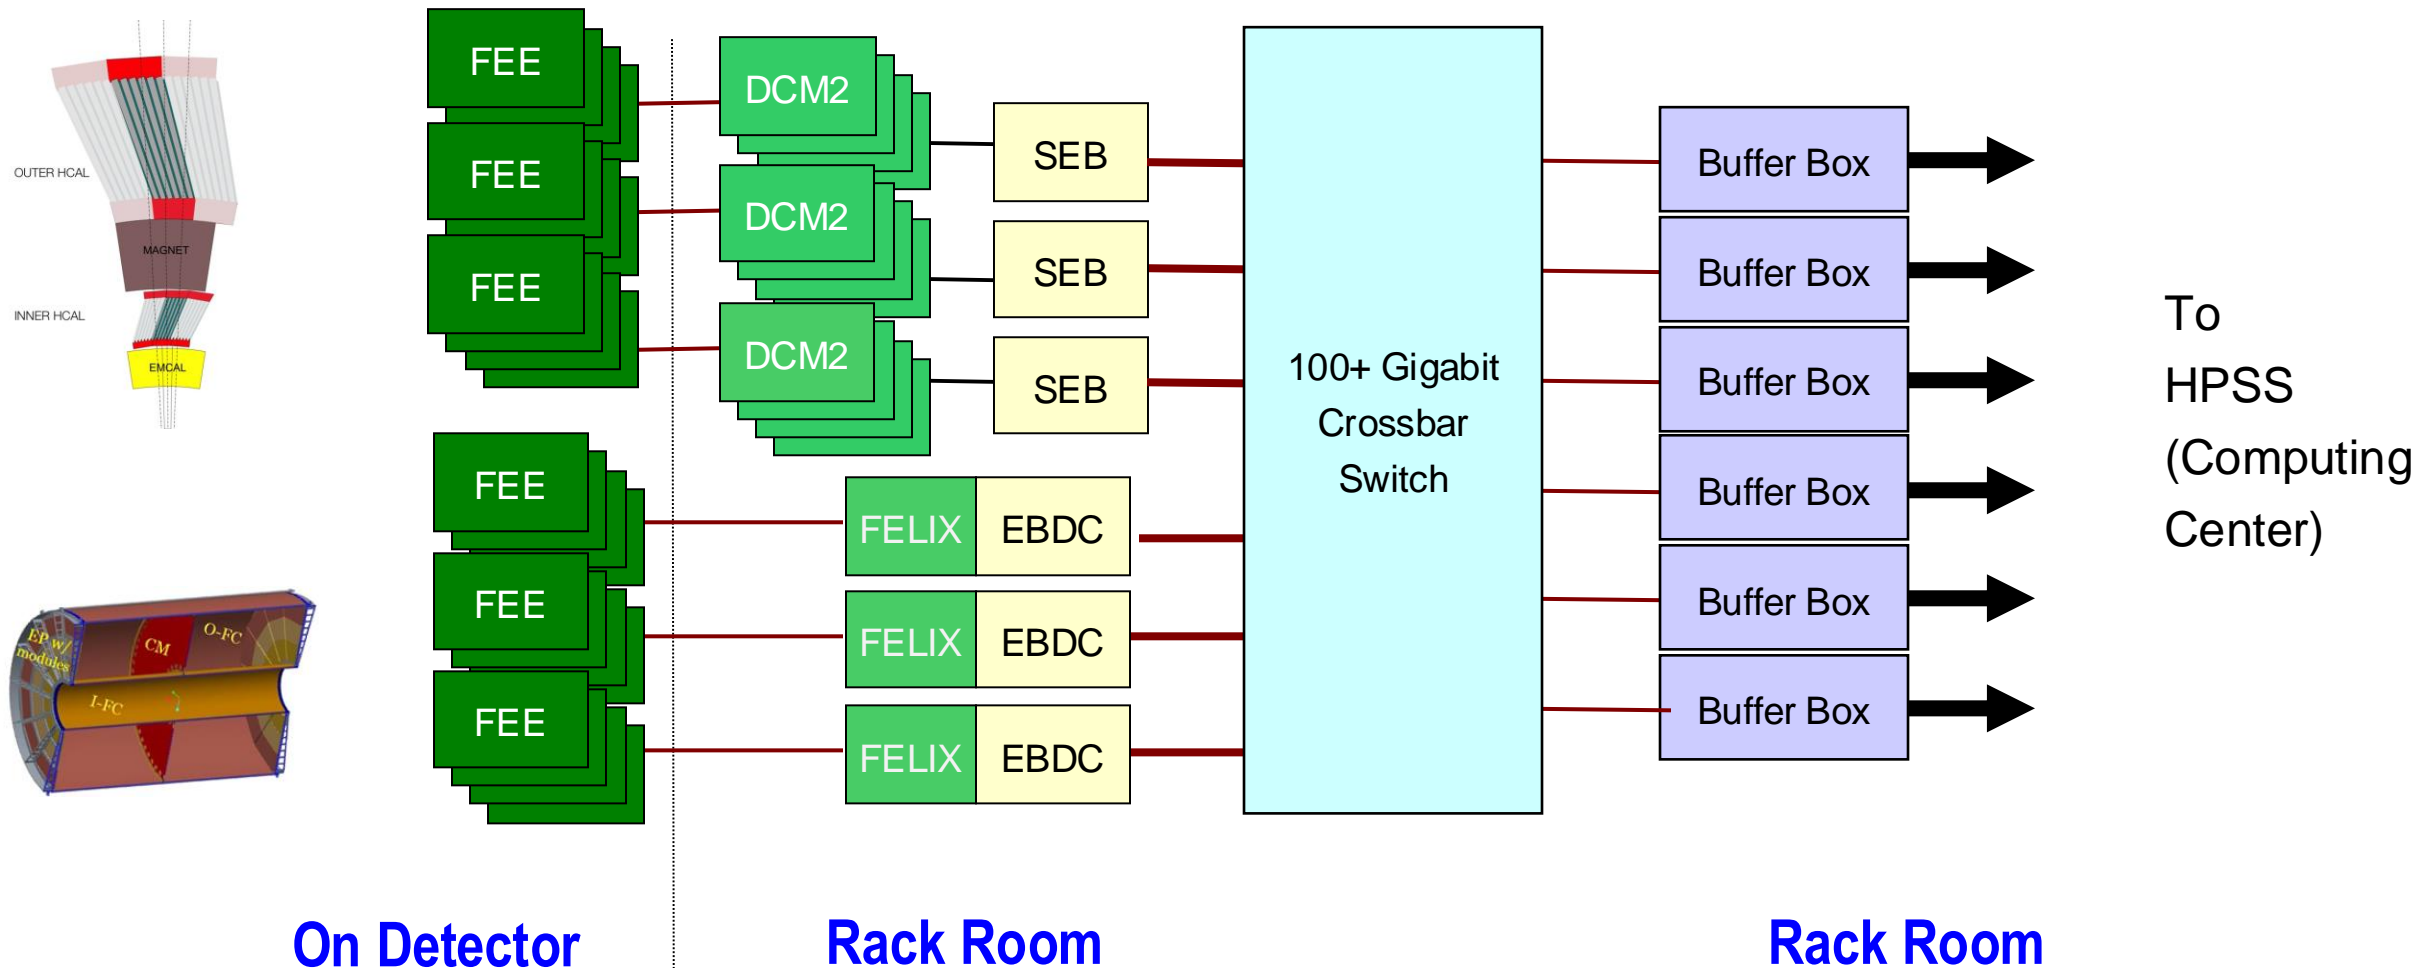 OUTER HCAL
MAGNET
INNER HCAL
EMCAL
EP w/
modules
CM
O-FC
I-FC
FEE
FEE
FEE
FEE
FEE
FEE
DCM2
DCM2
DCM2
SEB
SEB
SEB
FELIX EBDC
FELIX EBDC
FELIX EBDC
100+ Gigabit
Crossbar
Switch
Buffer Box
Buffer Box
Buffer Box
Buffer Box
Buffer Box
Buffer Box
To
HPSS
(Computing
Center)
On Detector
Rack Room
Rack Room